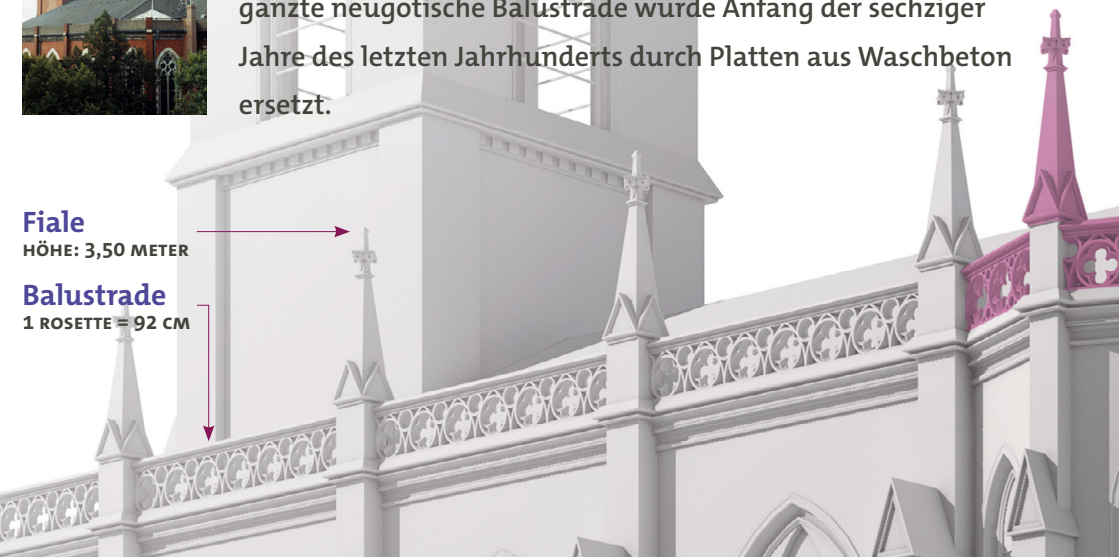 gänzte neugotische Balustrade wurde Anfang der sechziger
Jahre des letzten Jahrhunderts durch Platten aus Waschbeton
ersetzt.
Fiale
HÖHE: 3,50 METER
Balustrade
1 ROSETTE = 92 CM